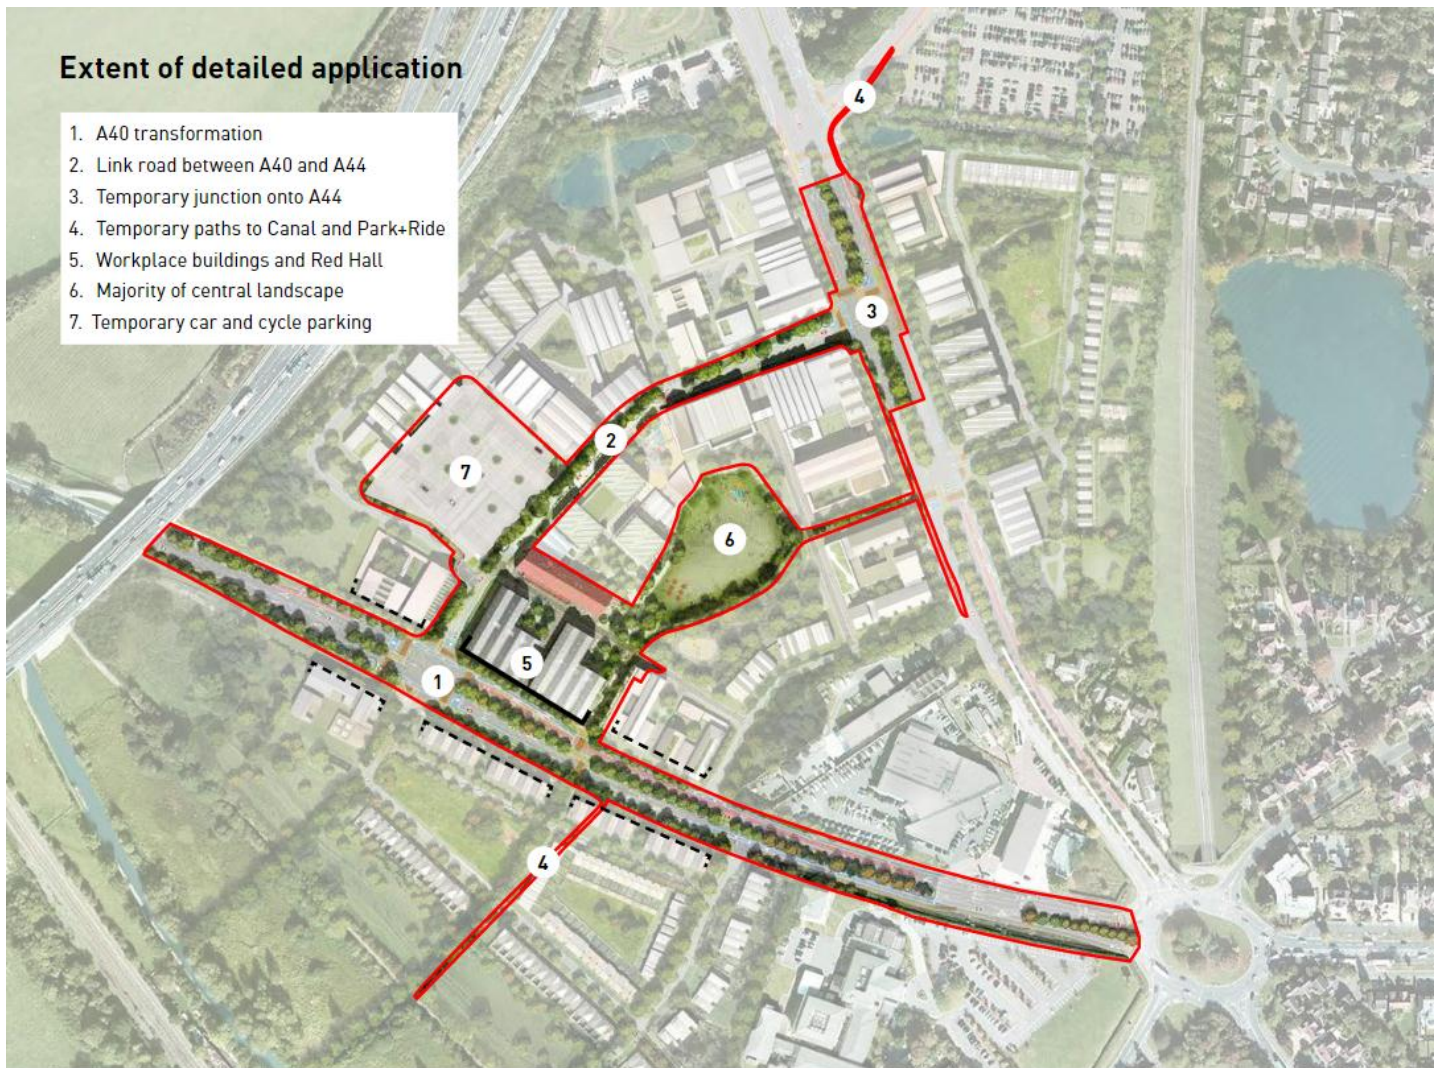 Extent of detailed application
1. A40 transformation
2. Link road between A40 and A44
3. Temporary junction onto A44
4. Temporary paths to Canal and Park+Ride
5. Workplace buildings and Red Hall
6. Majority of central landscape
7. Temporary car and cycle parking
4
3
2
7
6
5
1
4